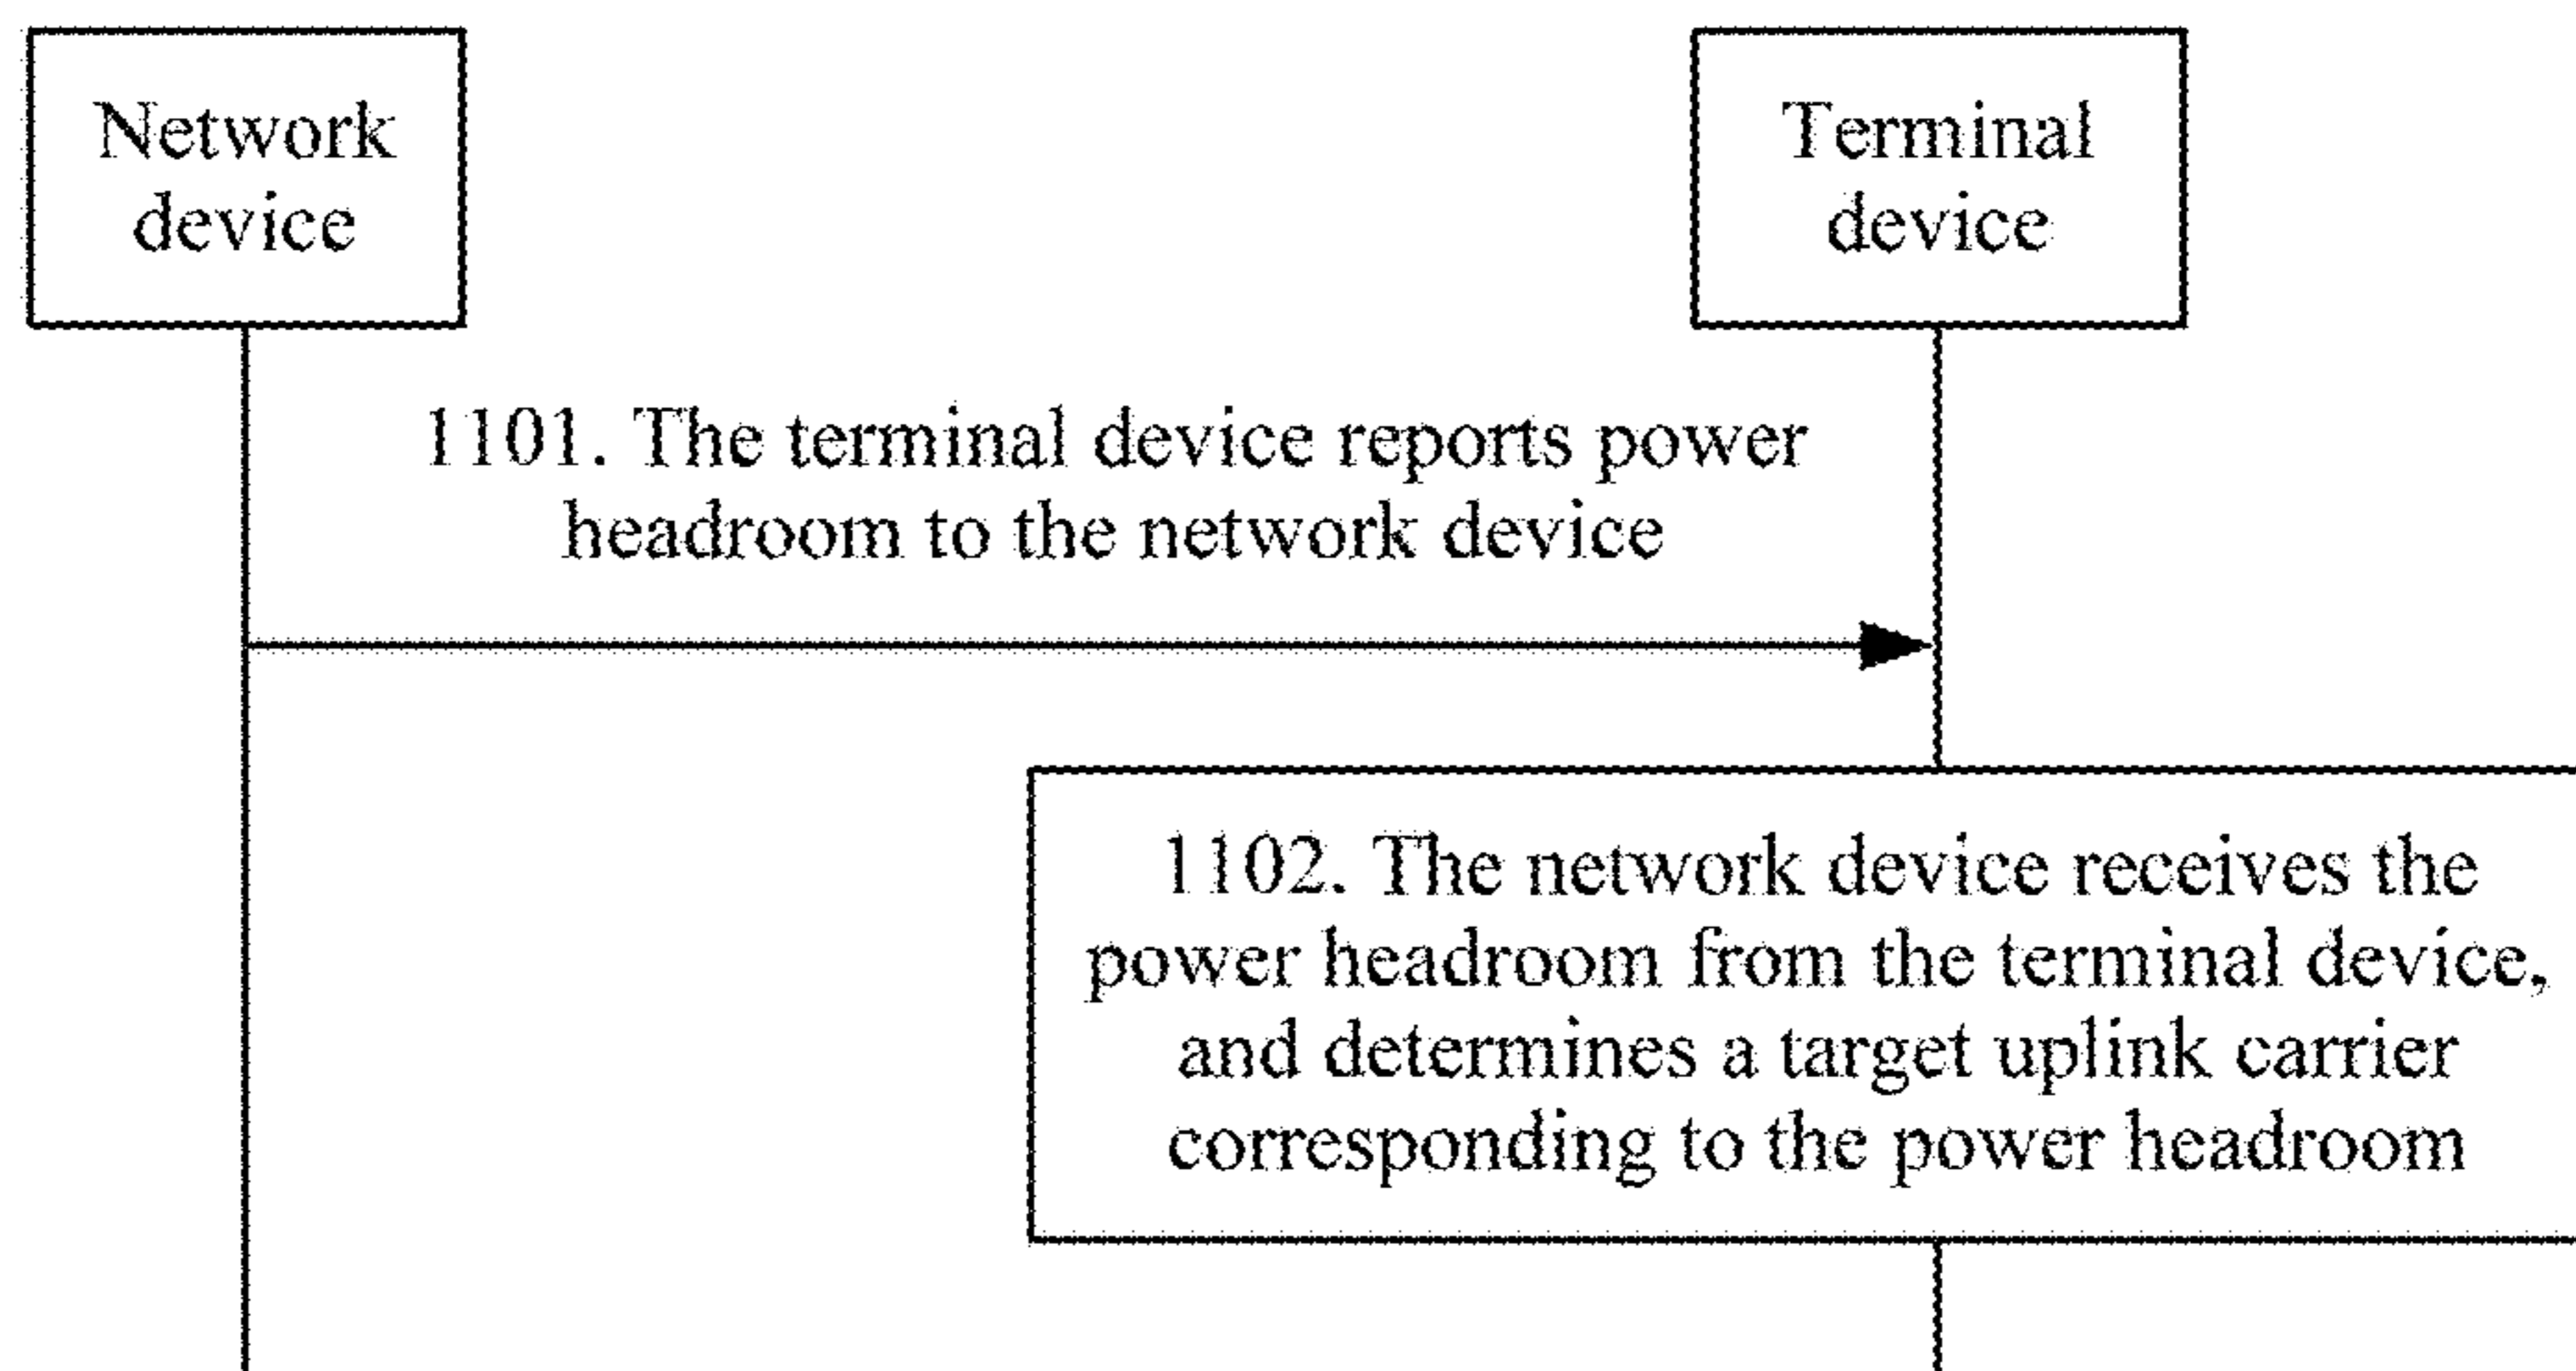 Network
device
Terminal
device
1101. The terminal device reports power
headroom to the network device
1102. The network device receives the
power headroom from the terminal device,
and determines a target uplink carrier
corresponding to the power headroom